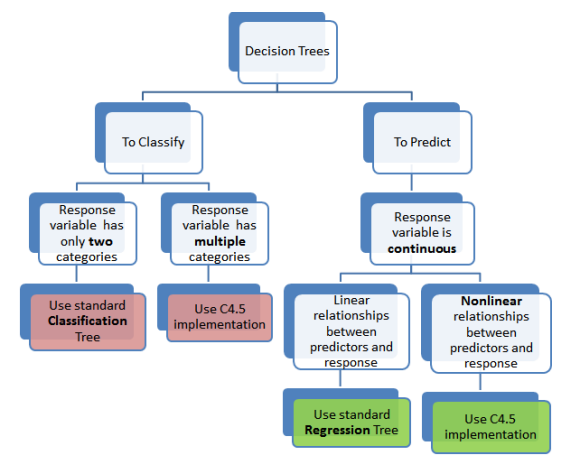 Decision Trees
To Classify
To Predict
Response
variable has
only two
categories
Response
variable has
multiple
categories
Response
variable is
continuous
Use standard
Classification
Tree
Use C4.5
implementation
Linear
relationships
between
predictors and
response
Nonlinear
relationships
between
predictors and
response
Use standard
Regression Tree
Use C4.5
implementation